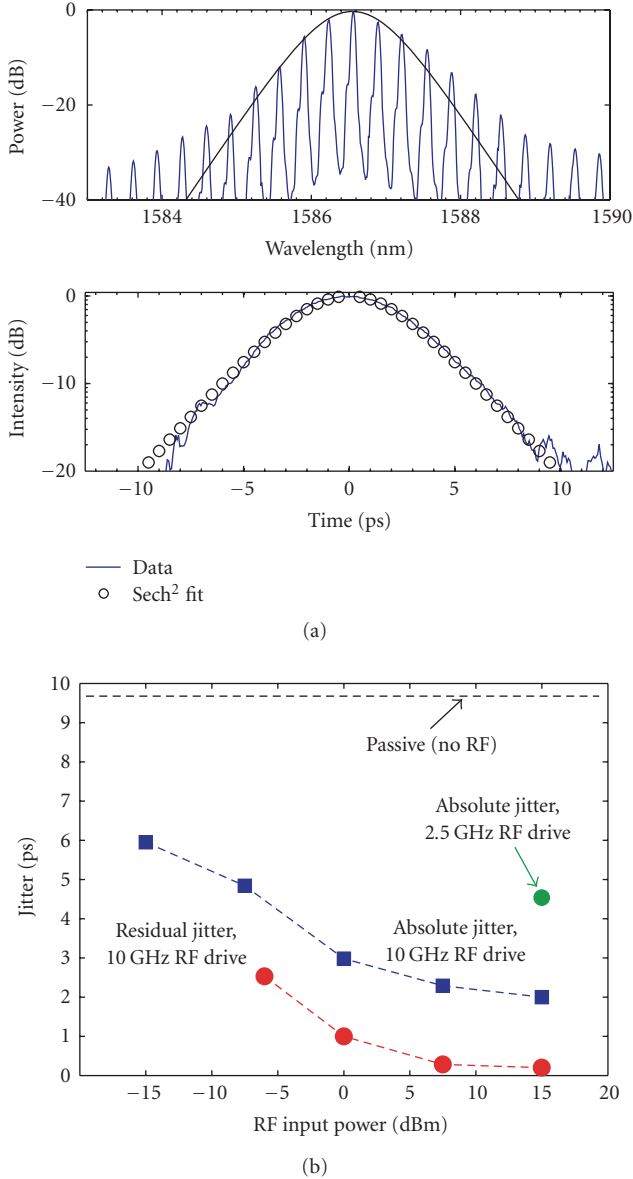 0
−20
−40
Power (dB)
1584
1586
1588
1590
Wavelength (nm)
0
−10
−20
Intensity (dB)
−10
−5
0
5
10
Time (ps)
Data
Sech² fit
(a)
10
9
8
7
6
5
4
3
2
1
0
Jitter (ps)
Passive (no RF)
Absolute jitter,
2.5 GHz RF drive
Residual jitter,
10 GHz RF drive
Absolute jitter,
10 GHz RF drive
−15
−10
−5
0
5
10
15
20
RF input power (dBm)
(b)